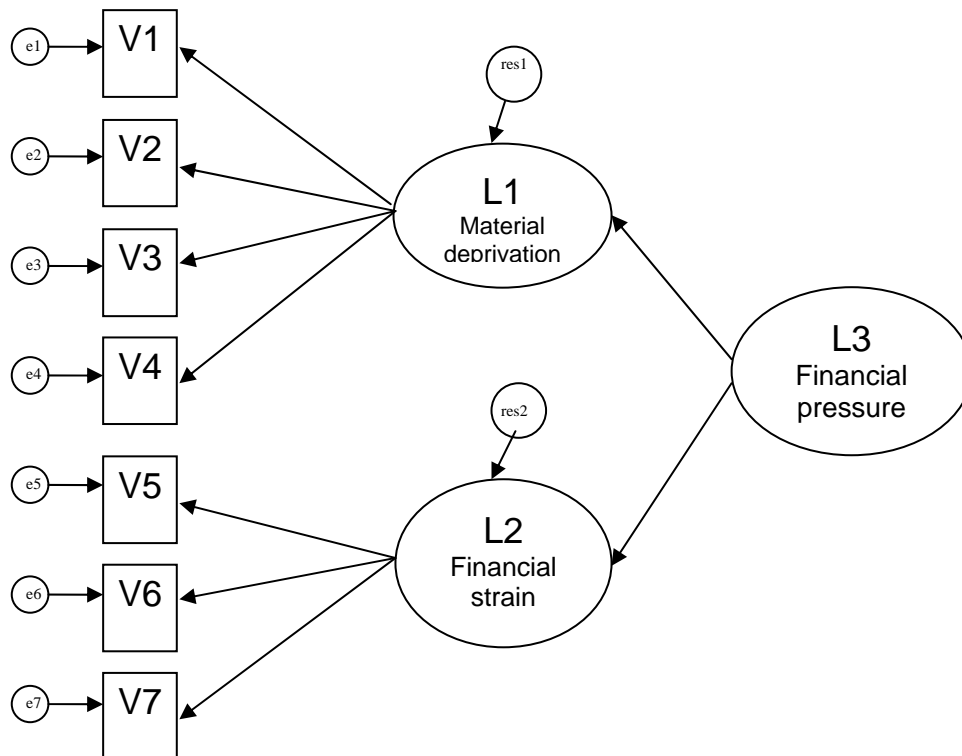 e1
V1
res1
e2
V2
L1
Material
deprivation
e3
V3
L3
Financial
pressure
e4
V4
res2
e5
V5
L2
Financial
strain
e6
V6
e7
V7